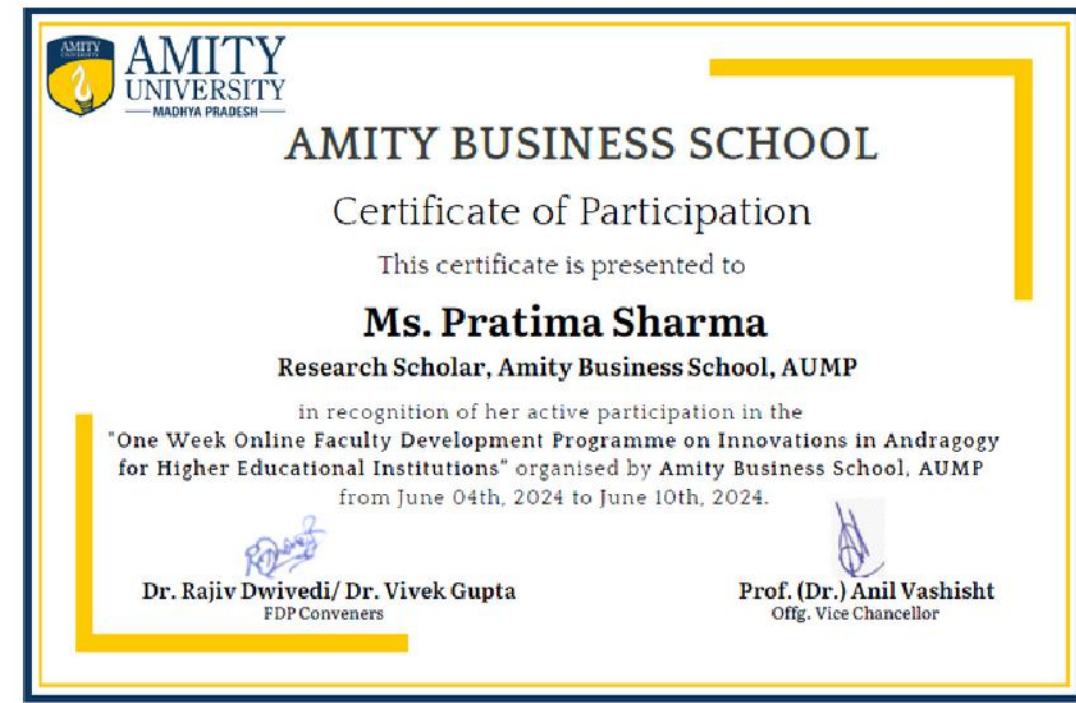 AMITY
UNIVERSITY
AMITY
UNIVERSITY
MADHYA PRADESH
AMITY BUSINESS SCHOOL
Certificate of Participation
This certificate is presented to
Ms. Pratima Sharma
Research Scholar, Amity Business School, AUMP
in recognition of her active participation in the
"One Week Online Faculty Development Programme on Innovations in Andragogy
for Higher Educational Institutions" organised by Amity Business School, AUMP
from June 04th, 2024 to June 10th, 2024.
Dr. Rajiv Dwivedi/ Dr. Vivek Gupta
FDP Conveners
Prof. (Dr.) Anil Vashisht
Offg. Vice Chancellor